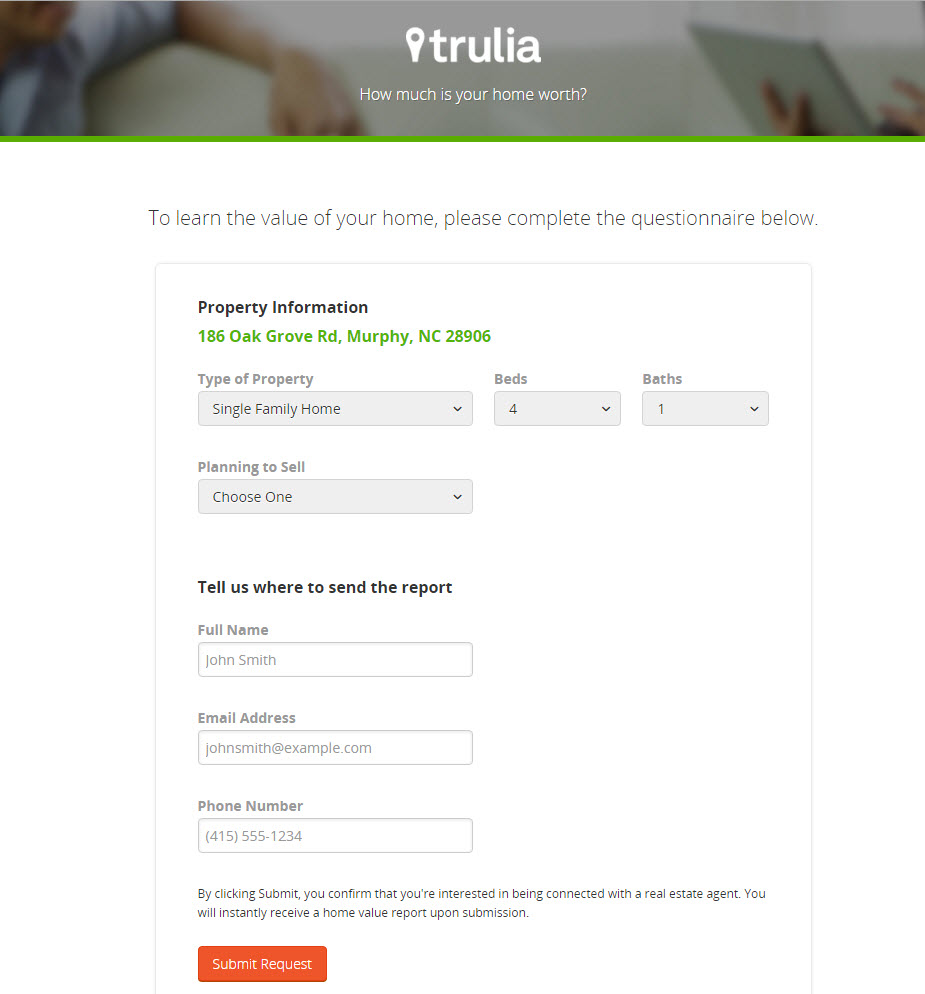 trulia
How much is your home worth?
To learn the value of your home, please complete the questionnaire below.
Property Information
186 Oak Grove Rd, Murphy, NC 28906
Type of Property Beds Baths
Single Family Home 4 1
Planning to Sell
Choose One
Tell us where to send the report
Full Name
John Smith
Email Address
johnsmith@example.com
Phone Number
(415) 555-1234
By clicking Submit, you confirm that you're interested in being connected with a real estate agent. You
will instantly receive a home value report upon submission.
Submit Request